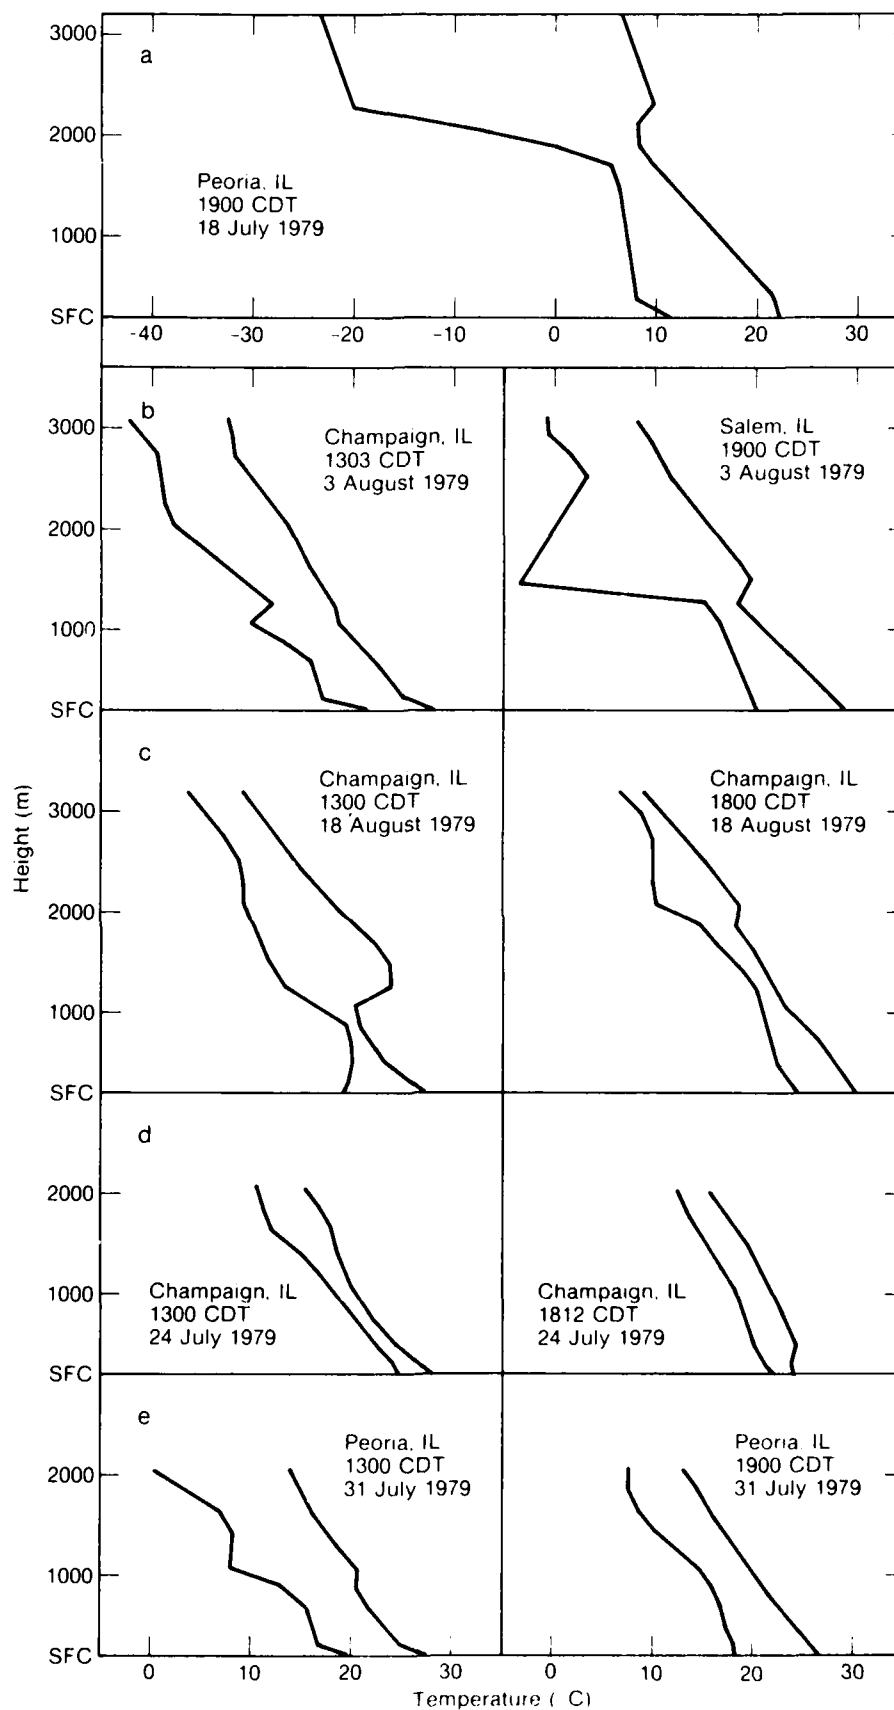 3000
a
2000
Peoria, IL
1900 CDT
18 July 1979
1000
SFC
-40 -30 -20 -10 0 10 20 30
b
3000
Champaign, IL
1303 CDT
3 August 1979
Salem, IL
1900 CDT
3 August 1979
2000
1000
SFC
c
Champaign, IL
1300 CDT
18 August 1979
Champaign, IL
1800 CDT
18 August 1979
3000
Height (m)
2000
1000
SFC
d
2000
1000
Champaign, IL
1300 CDT
24 July 1979
Champaign, IL
1812 CDT
24 July 1979
SFC
e
Peoria, IL
1300 CDT
31 July 1979
Peoria IL
1900 CDT
31 July 1979
2000
1000
SFC
0 10 20 30 0 10 20 30
Temperature ( C)